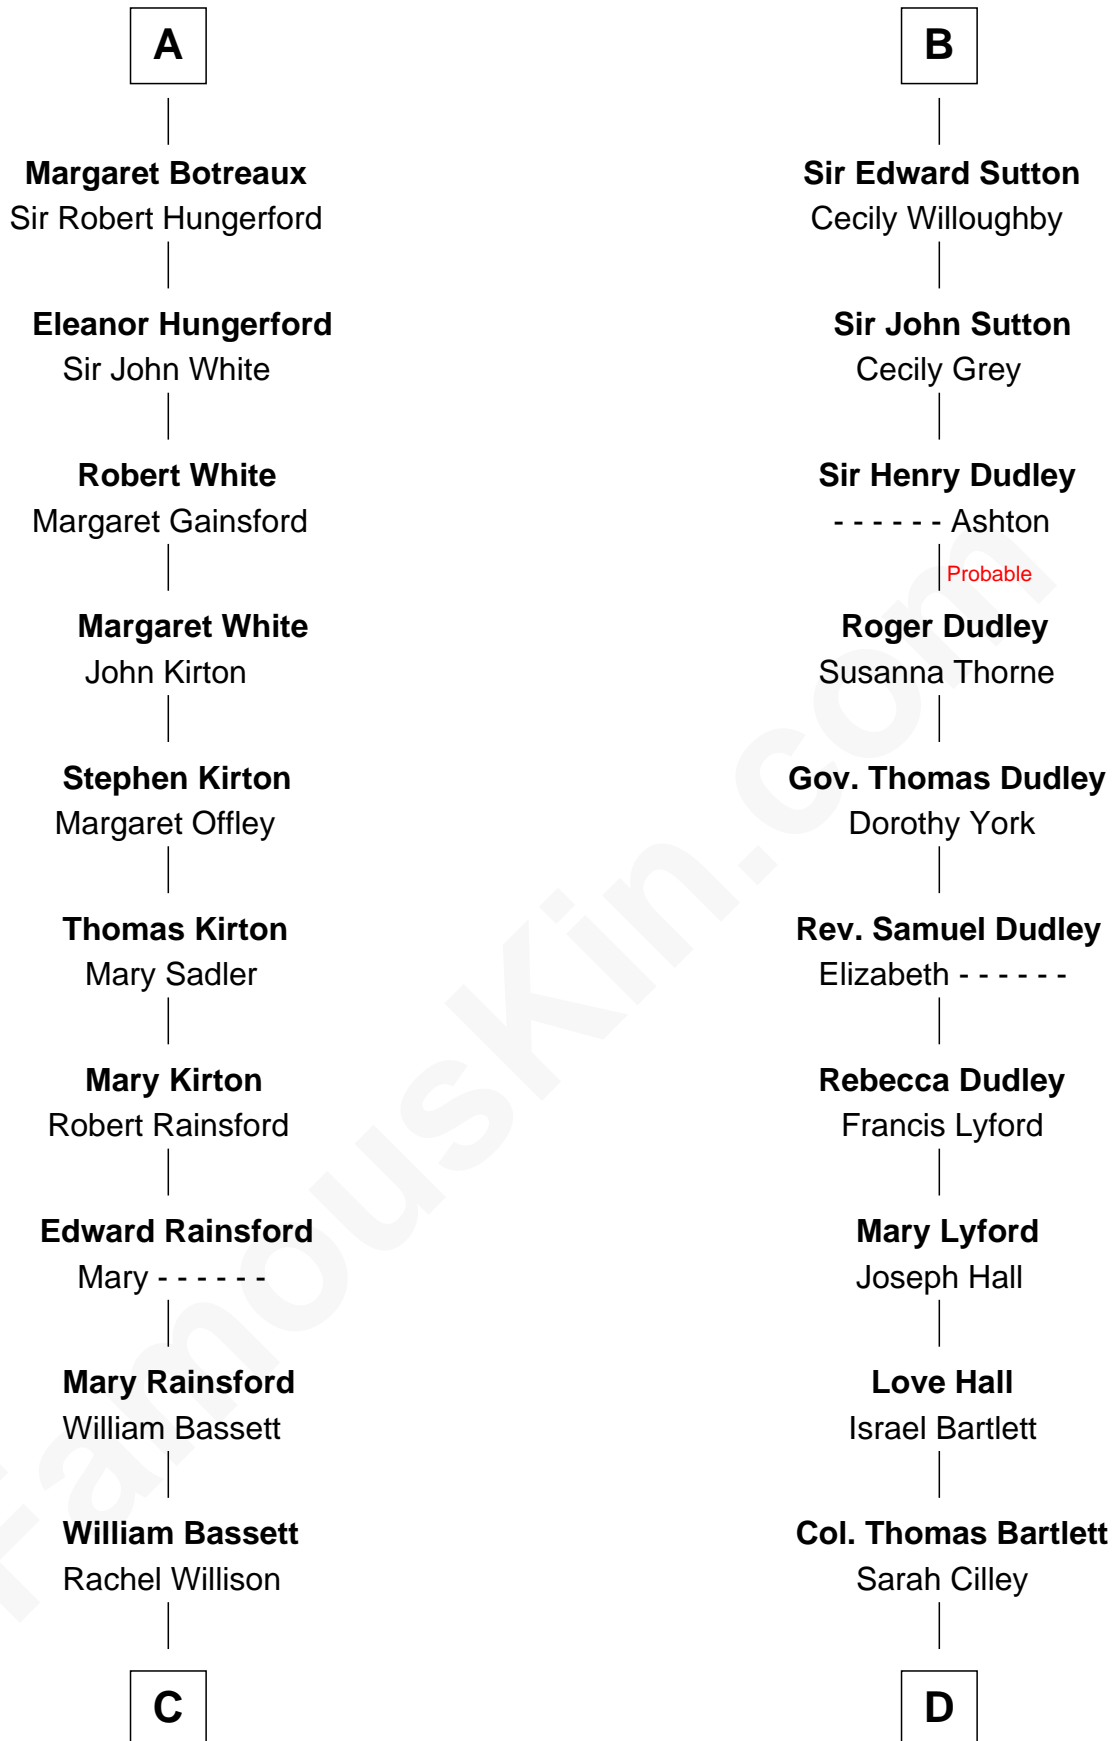 A
Margaret Botreaux
Sir Robert Hungerford
Eleanor Hungerford
Sir John White
Robert White
Margaret Gainsford
Margaret White
John Kirton
Stephen Kirton
Margaret Offley
Thomas Kirton
Mary Sadler
Mary Kirton
Robert Rainsford
Edward Rainsford
Mary - - - - - -
Mary Rainsford
William Bassett
William Bassett
Rachel Willison
C
B
Sir Edward Sutton
Cecily Willoughby
Sir John Sutton
Cecily Grey
Sir Henry Dudley
- - - - - - Ashton
Probable
Roger Dudley
Susanna Thorne
Gov. Thomas Dudley
Dorothy York
Rev. Samuel Dudley
Elizabeth - - - - - -
Rebecca Dudley
Francis Lyford
Mary Lyford
Joseph Hall
Love Hall
Israel Bartlett
Col. Thomas Bartlett
Sarah Cilley
D
FamousKin.com